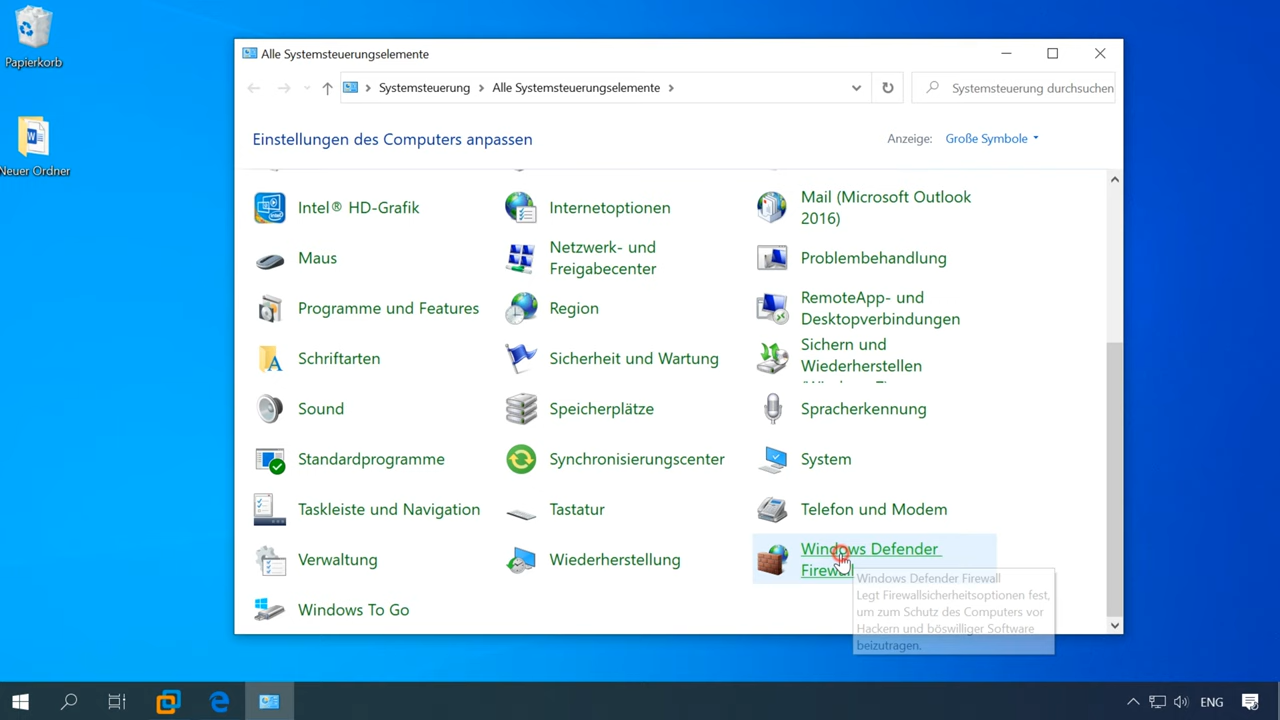 Papierkorb
Neuer Ordner
Alle Systemsteuerungselemente
Systemsteuerung
Alle Systemsteuerungselemente
Systemsteuerung durchsuchen
Einstellungen des Computers anpassen
Anzeige:
Große Symbole
Intel® HD-Grafik
Internetoptionen
Mail (Microsoft Outlook
2016)
Maus
Netzwerk- und
Freigabecenter
Problembehandlung
Programme und Features
Region
RemoteApp- und
Desktopverbindungen
Schriftarten
Sicherheit und Wartung
Sichern und
Wiederherstellen
Sound
Speicherplätze
Spracherkennung
Standardprogramme
Synchronisierungscenter
System
Taskleiste und Navigation
Tastatur
Telefon und Modem
Verwaltung
Wiederherstellung
Windows Defender
Firewall
Windows Defender Firewall
Legt Firewallsicherheitsoptionen fest,
um zum Schutz des Computers vor
Hackern und böswilliger Software
beizutragen.
Windows To Go
ENG